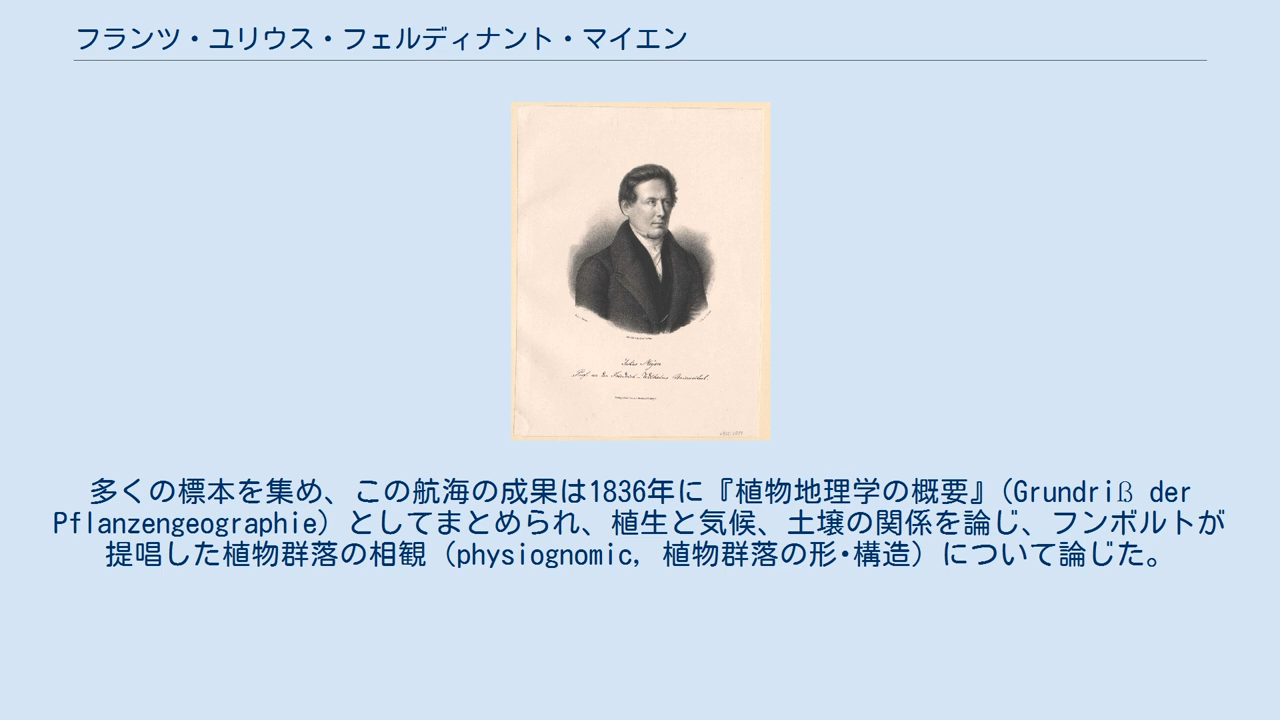 フランツ・ユリウス・フェルディナント・マイエン
多くの標本を集め、この航海の成果は1836年に『植物地理学の概要』(Grundriß der
Pflanzengeographie) としてまとめられ、植生と気候、土壌の関係を論じ、フンボルトが
提唱した植物群落の相観 (physiognomic, 植物群落の形・構造) について論じた。